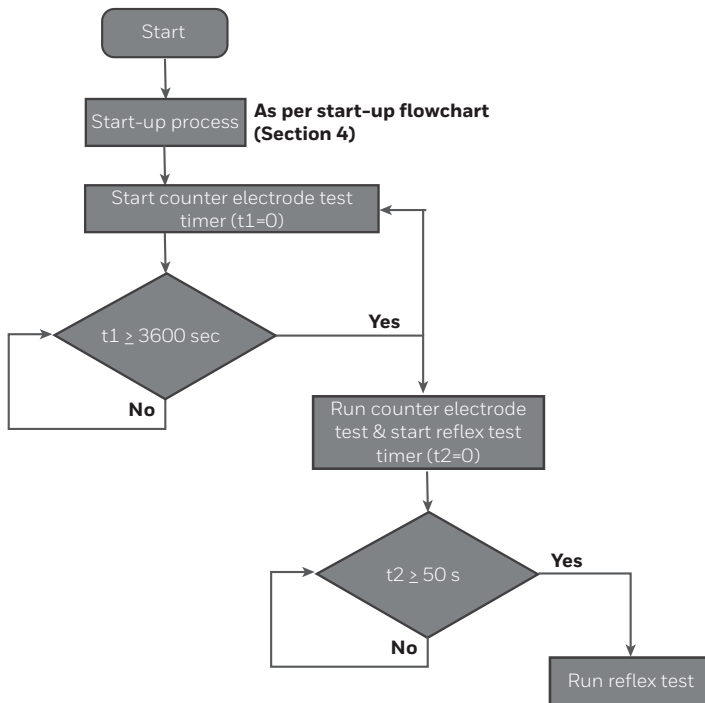 Start
Start-up process
As per start-up flowchart
(Section 4)
Start counter electrode test
timer (t1=0)
t1 ≥ 3600 sec
Yes
No
Run counter electrode
test & start reflex test
timer (t2=0)
t2 ≥ 50 s
Yes
No
Run reflex test